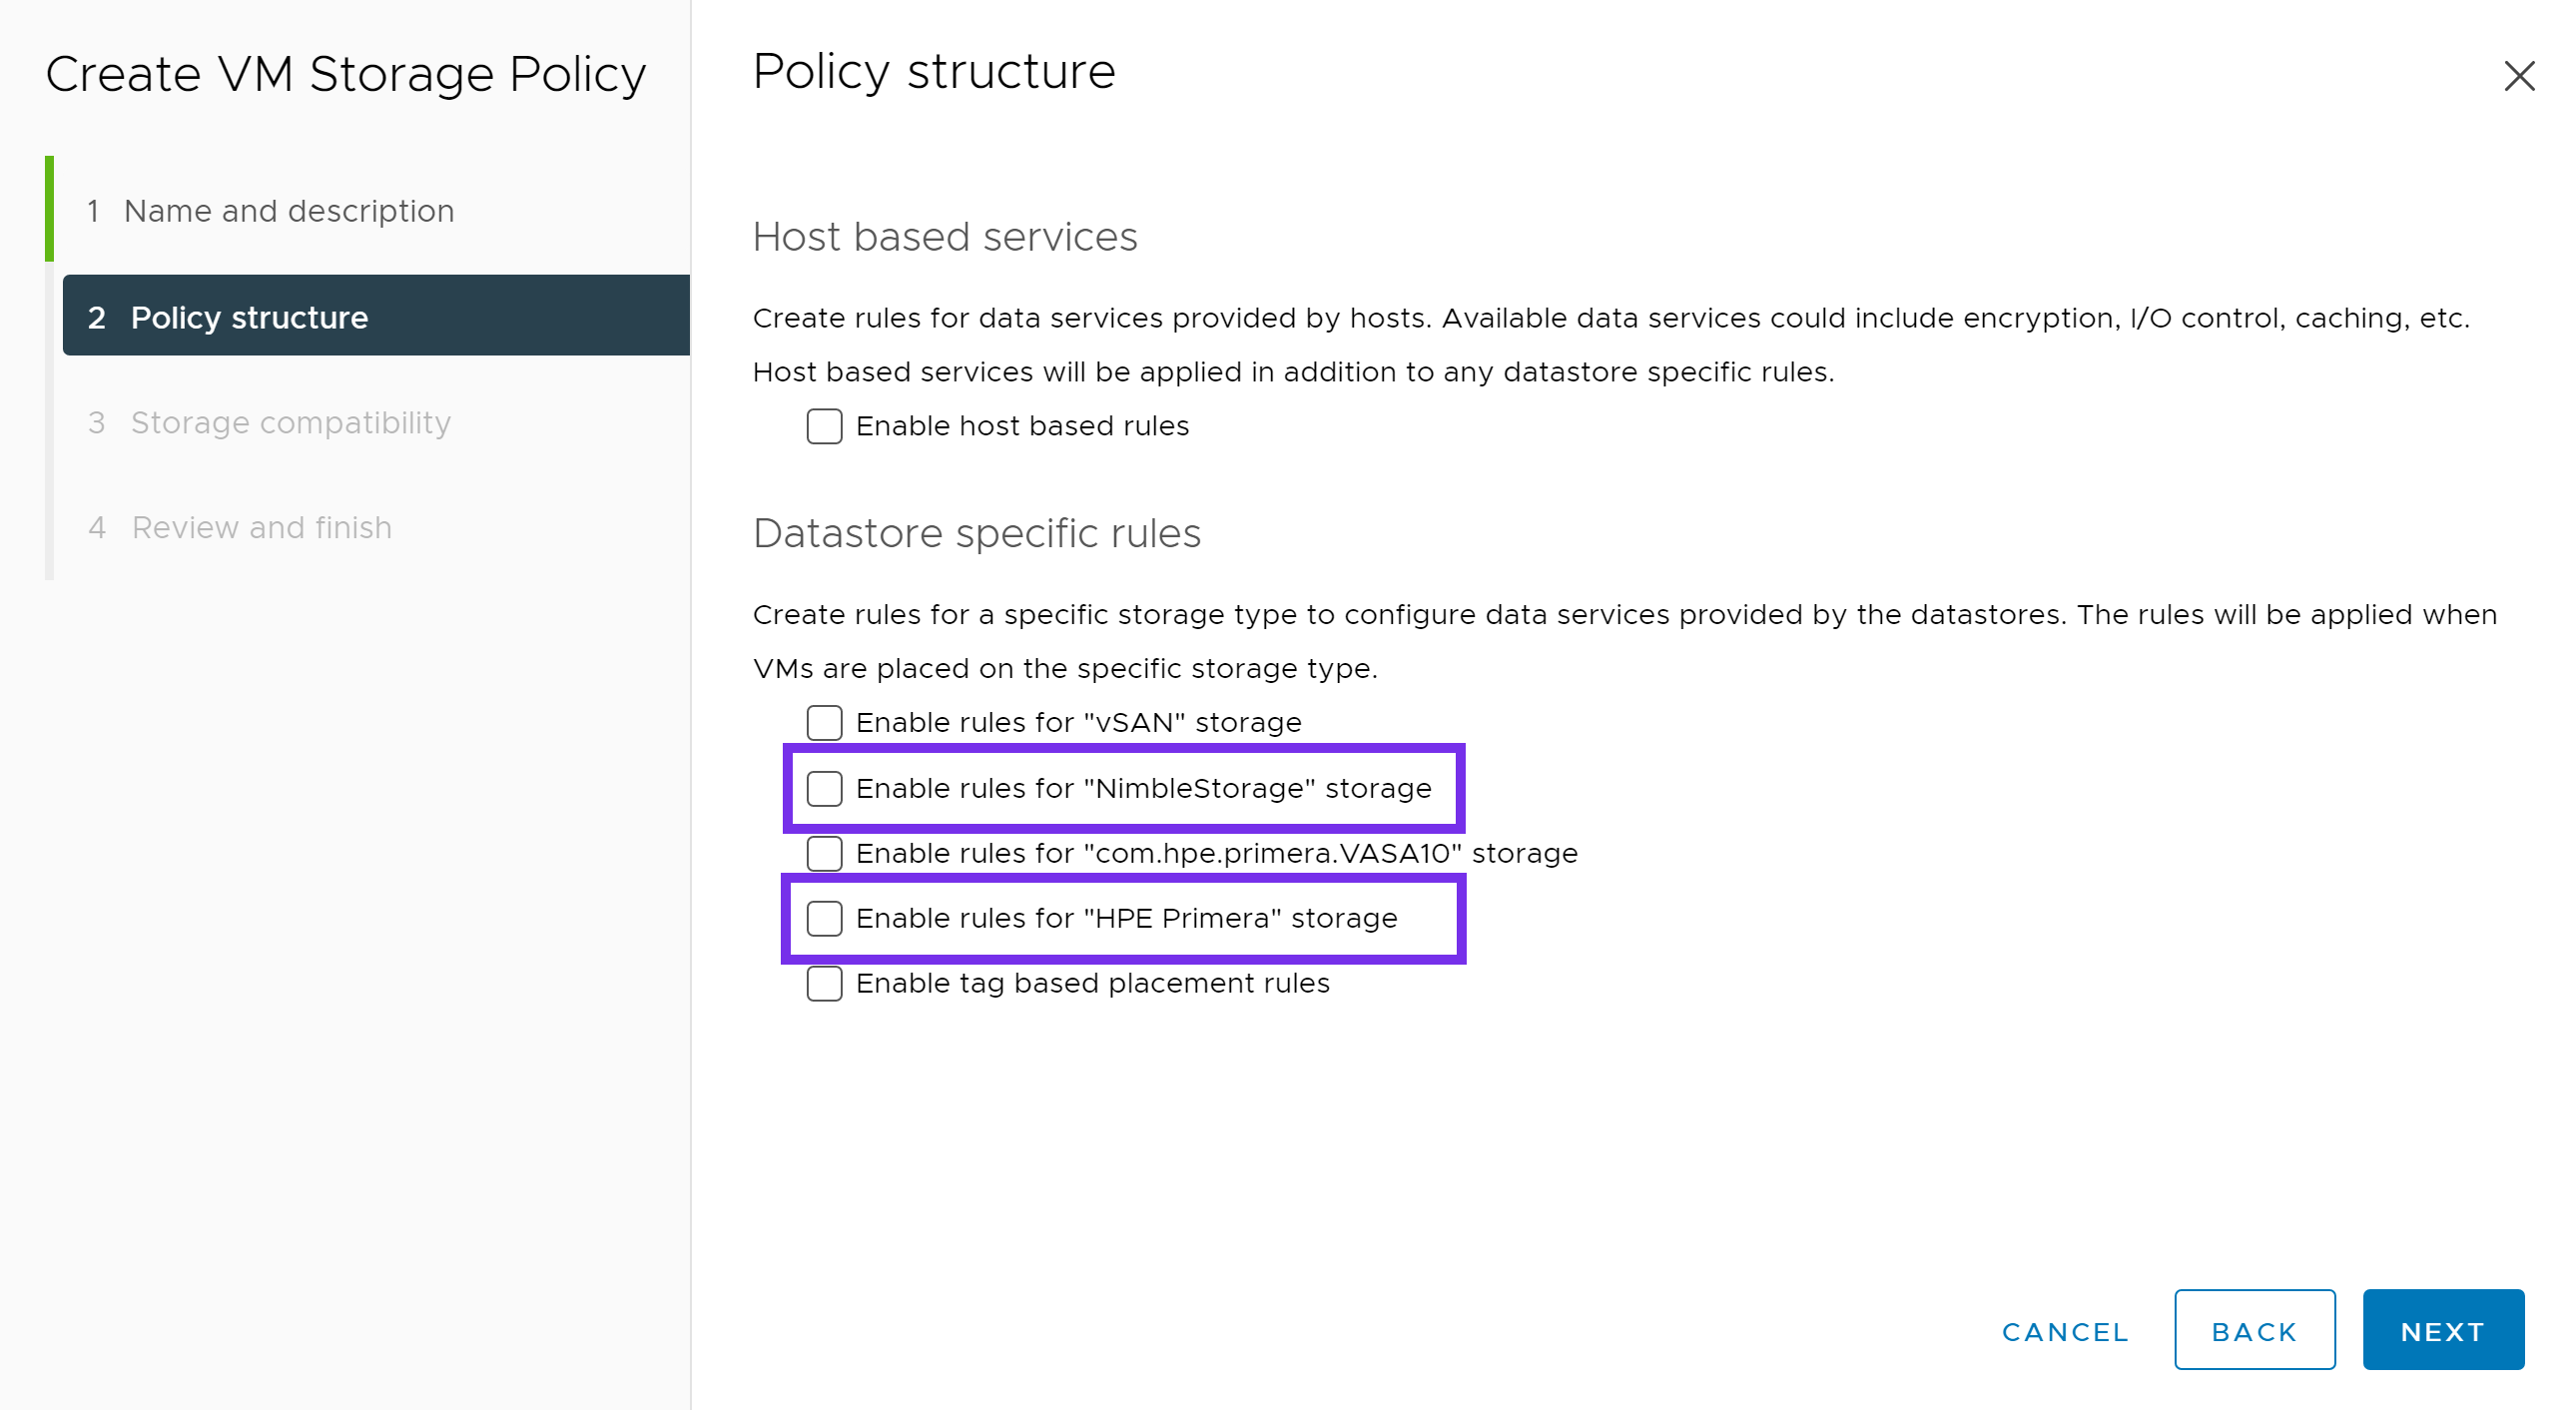 Create VM Storage Policy
1 Name and description
2 Policy structure
3 Storage compatibility
4 Review and finish
Policy structure
Host based services
Create rules for data services provided by hosts. Available data services could include encryption, I/O control, caching, etc.
Host based services will be applied in addition to any datastore specific rules.
Enable host based rules
Datastore specific rules
Create rules for a specific storage type to configure data services provided by the datastores. The rules will be applied when
VMs are placed on the specific storage type.
Enable rules for "vSAN" storage
Enable rules for "NimbleStorage" storage
Enable rules for "com.hpe.primera.VASA10" storage
Enable rules for "HPE Primera" storage
Enable tag based placement rules
CANCEL
BACK
NEXT